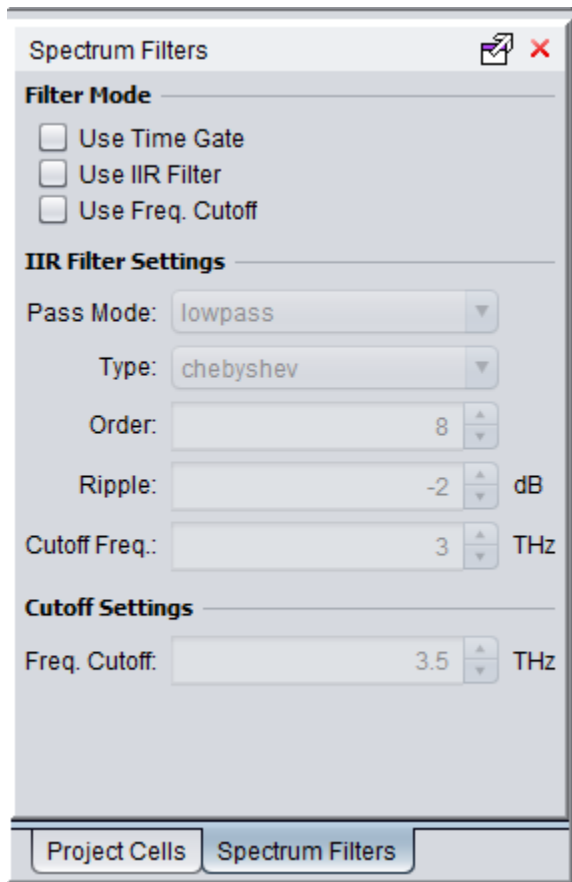 Spectrum Filters
Filter Mode
Use Time Gate
Use IIR Filter
Use Freq. Cutoff
IIR Filter Settings
Pass Mode: lowpass
Type: chebyshev
Order: 8
Ripple: -2 dB
Cutoff Freq.: 3 THz
Cutoff Settings
Freq. Cutoff: 3.5 THz
Project Cells Spectrum Filters